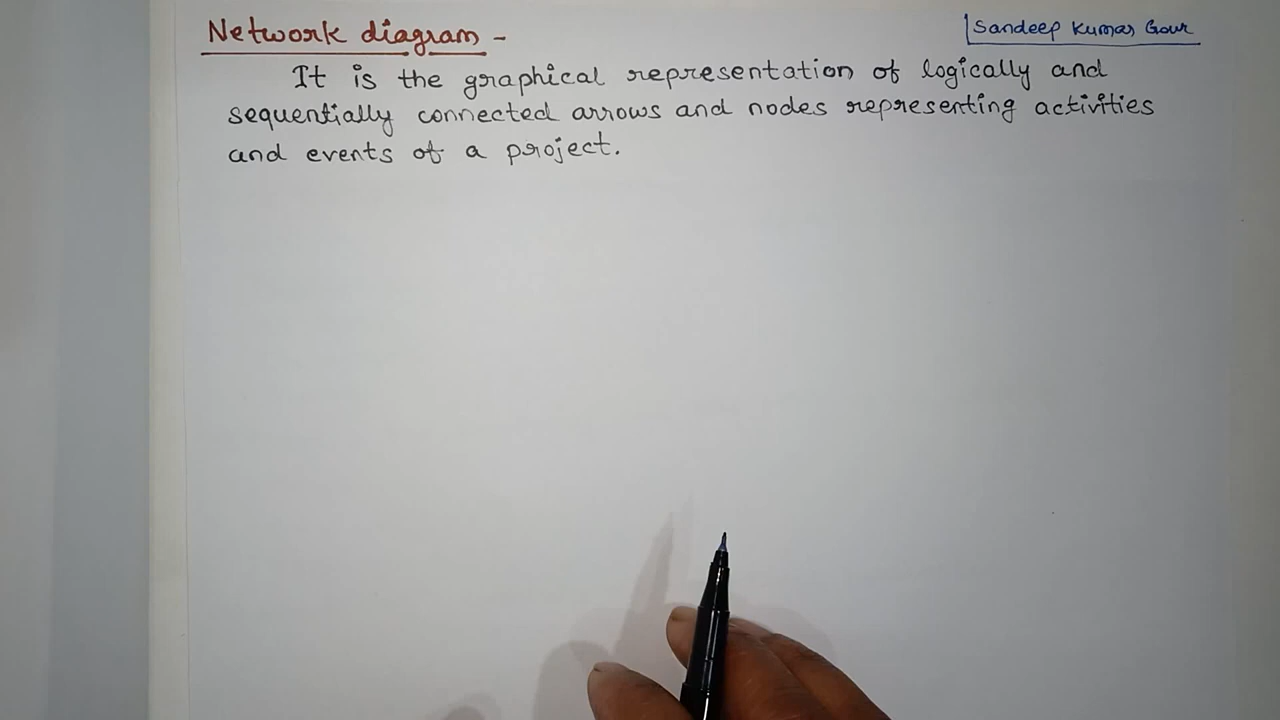 Network diagram -
Sandeep Kumar Gour
It is the graphical representation of logically and
sequentially connected arrows and nodes representing activities
and events of a project.